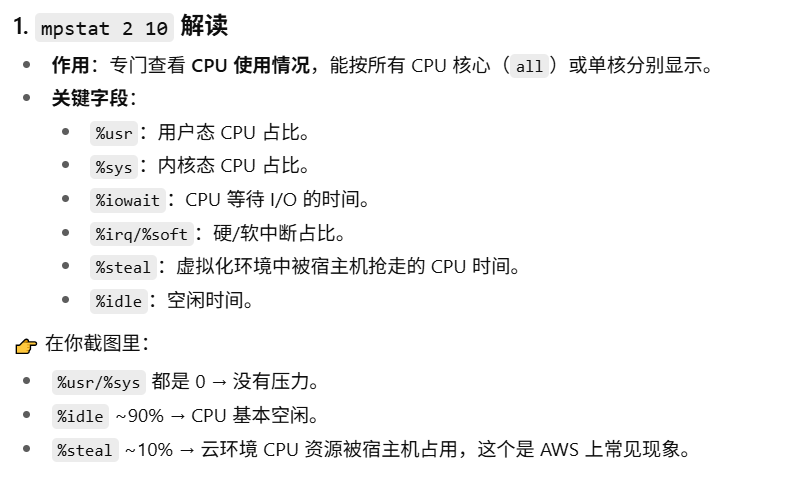 1. mpstat 2 10 解读
• 作用：专门查看 CPU 使用情况，能按所有 CPU 核心（all）或单核分别显示。
• 关键字段：
• %usr：用户态 CPU 占比。
• %sys：内核态 CPU 占比。
• %iowait：CPU 等待 I/O 的时间。
• %irq/%soft：硬/软中断占比。
• %steal：虚拟化环境中被宿主机抢走的 CPU 时间。
• %idle：空闲时间。
👉 在你截图里：
• %usr/%sys 都是 0 → 没有压力。
• %idle ~90% → CPU 基本空闲。
• %steal ~10% → 云环境 CPU 资源被宿主机占用，这个是 AWS 上常见现象。